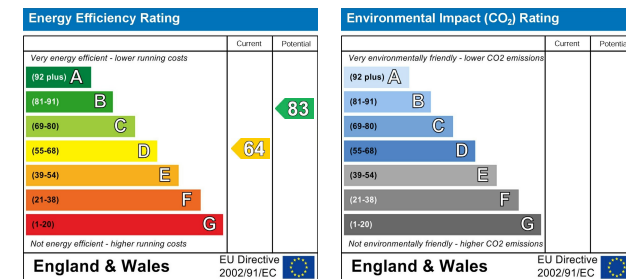 Energy Efficiency Rating
Current Potential
Very energy efficient - lower running costs
(92 plus) A
(81-91) B
83
(69-80) C
(55-68) D
64
(39-54) E
(21-38) F
(1-20) G
Not energy efficient - higher running costs
England & Wales
EU Directive
2002/91/EC
Environmental Impact (CO₂) Rating
Current Potential
Very environmentally friendly - lower CO2 emissions
(92 plus) A
(81-91) B
(69-80) C
(55-68) D
(39-54) E
(21-38) F
(1-20) G
Not environmentally friendly - higher CO2 emissions
England & Wales
EU Directive
2002/91/EC